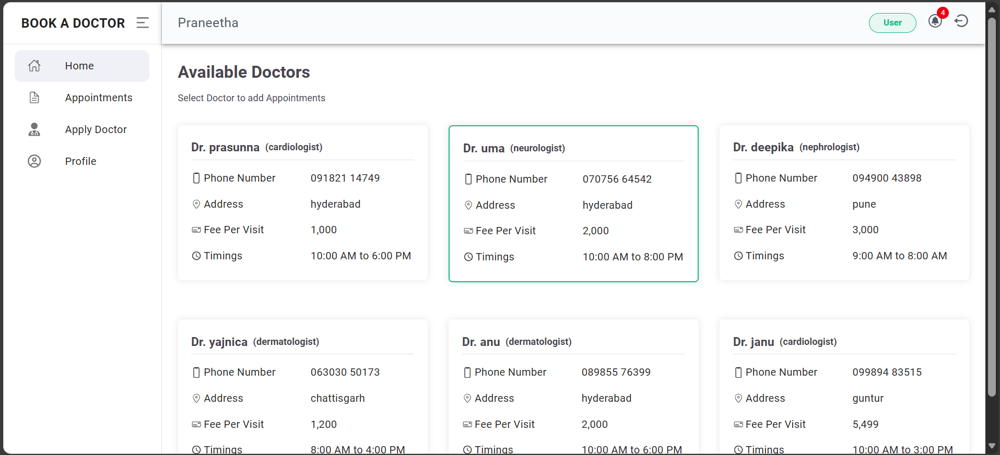 BOOK A DOCTOR
Praneetha
User
4
Home
Appointments
Apply Doctor
Profile
Available Doctors
Select Doctor to add Appointments
Dr. prasunna (cardiologist)
Phone Number 091821 14749
Address hyderabad
Fee Per Visit 1,000
Timings 10:00 AM to 6:00 PM
Dr. uma (neurologist)
Phone Number 070756 64542
Address hyderabad
Fee Per Visit 2,000
Timings 10:00 AM to 8:00 PM
Dr. deepika (nephrologist)
Phone Number 094900 43898
Address pune
Fee Per Visit 3,000
Timings 9:00 AM to 8:00 AM
Dr. yajnica (dermatologist)
Phone Number 063030 50173
Address chattisgarh
Fee Per Visit 1,200
Timings 8:00 AM to 4:00 PM
Dr. anu (dermatologist)
Phone Number 089855 76399
Address hyderabad
Fee Per Visit 2,000
Timings 10:00 AM to 6:00 PM
Dr. janu (cardiologist)
Phone Number 099894 83515
Address guntur
Fee Per Visit 5,499
Timings 10:00 AM to 3:00 PM